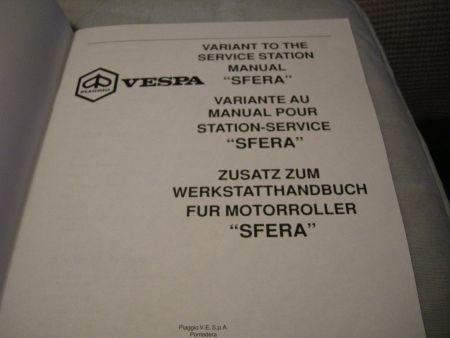 VARIANT TO THE
SERVICE STATION
MANUAL
“SFERA”
PIAGGIO
VESPA
VARIANTE AU
MANUAL POUR
STATION-SERVICE
“SFERA”
ZUSATZ ZUM
WERKSTATTHANDBUCH
FUR MOTORROLLER
“SFERA”
Piaggio V.E. S.p.A.
Pontedera